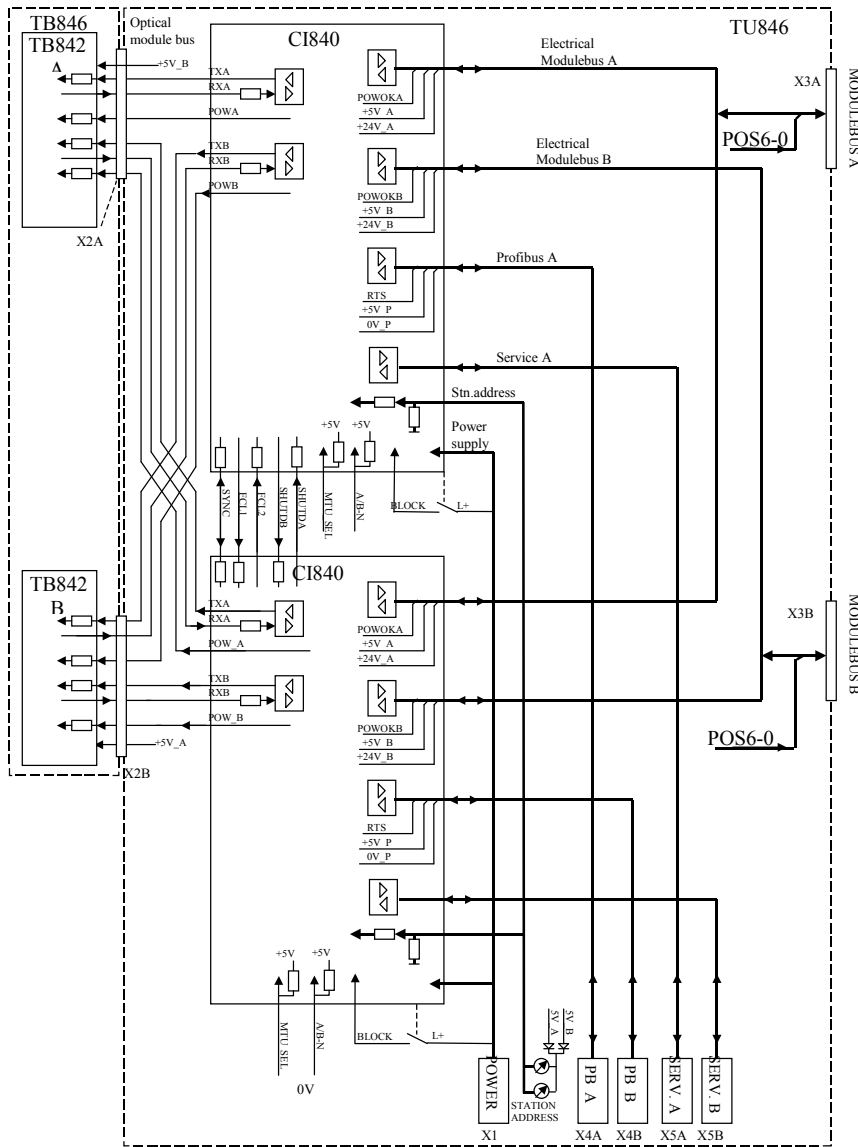 TB846
TB842
A
Optical
module bus
CI840
TU846
+5V_B
TXA
RXA
POWA
TXB
RXB
POWB
X2A
POWOKA
+5V_A
+24V_A
Electrical
Modulebus A
X3A
MODULEBUS A
POS6-0
Electrical
Modulebus B
POWOKB
+5V_B
+24V_B
Profibus A
RTS
+5V_P
0V_P
Service A
Stn.address
Power
supply
+5V
+5V
SYNC
FCL1
FCL2
SHUTDB
SHUTDA
MTU_SEL
A/B-N
BLOCK
L+
CI840
TB842
B
TXA
RXA
POW_A
TXB
RXB
POW_B
+5V_A
X2B
POWOKA
+5V_A
+24V_A
X3B
MODULEBUS B
POS6-0
POWOKB
+5V_B
+24V_B
RTS
+5V_P
0V_P
+5V
+5V
MTU_SEL
A/B-N
BLOCK
L+
0V
5V_A
5V_B
STATION
ADDRESS
POWER
PB A
PB B
SERV. A
SERV. B
X1
X4A
X4B
X5A
X5B